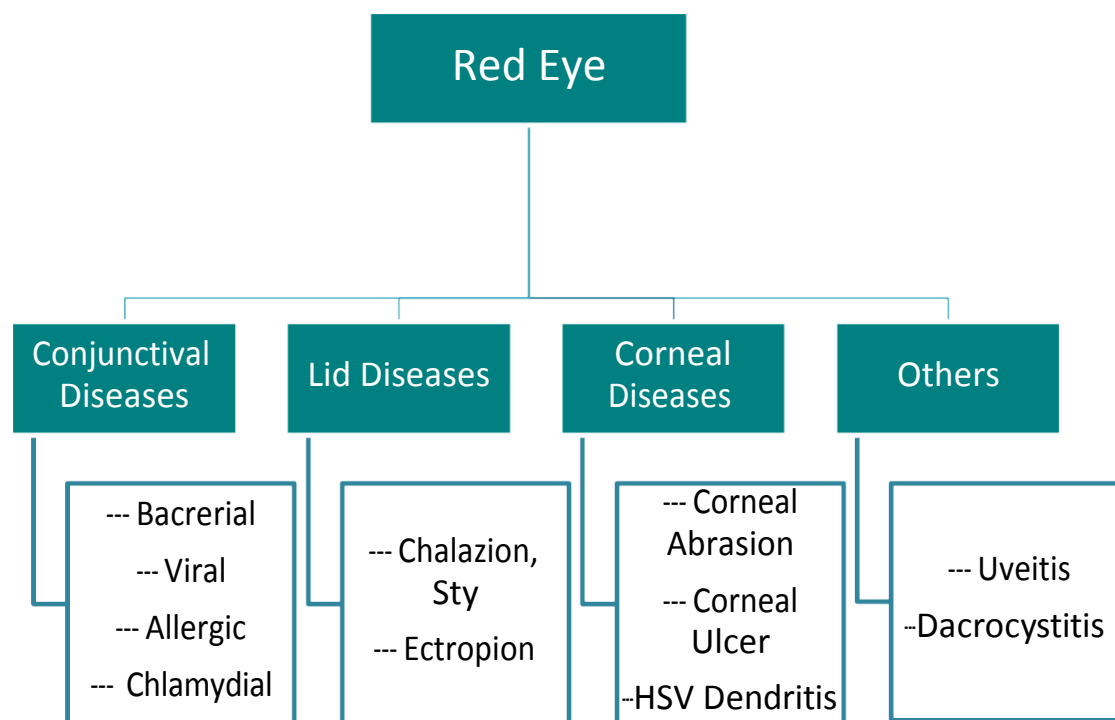 Red Eye
Conjunctival
Diseases
Lid Diseases
Corneal
Diseases
Others
--- Bacrerial
--- Viral
--- Allergic
--- Chlamydial
--- Chalazion,
Sty
--- Ectropion
--- Corneal
Abrasion
--- Corneal
Ulcer
---HSV Dendritis
--- Uveitis
---Dacrocystitis